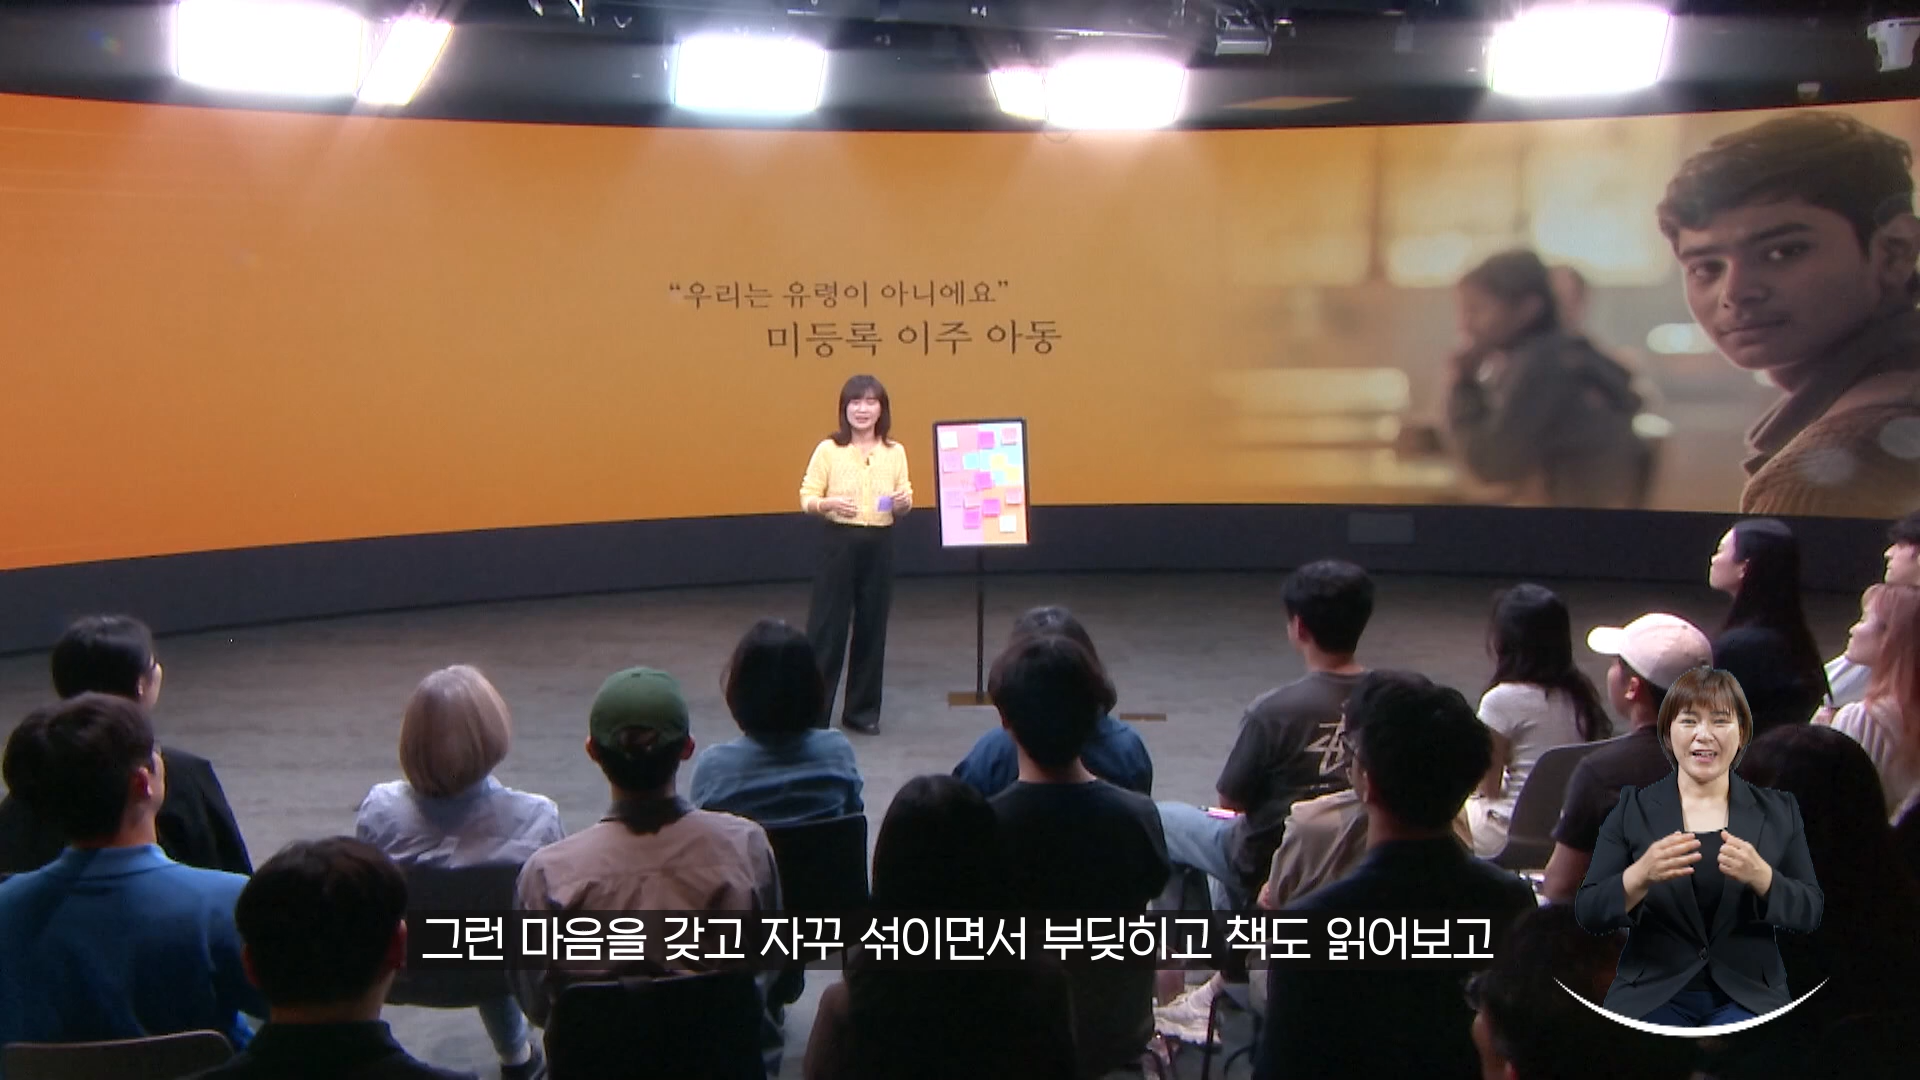 “우리는 유령이 아니에요”
미등록 이주 아동
그런 마음을 갖고 자꾸 섞이면서 부딪히고 책도 읽어보고